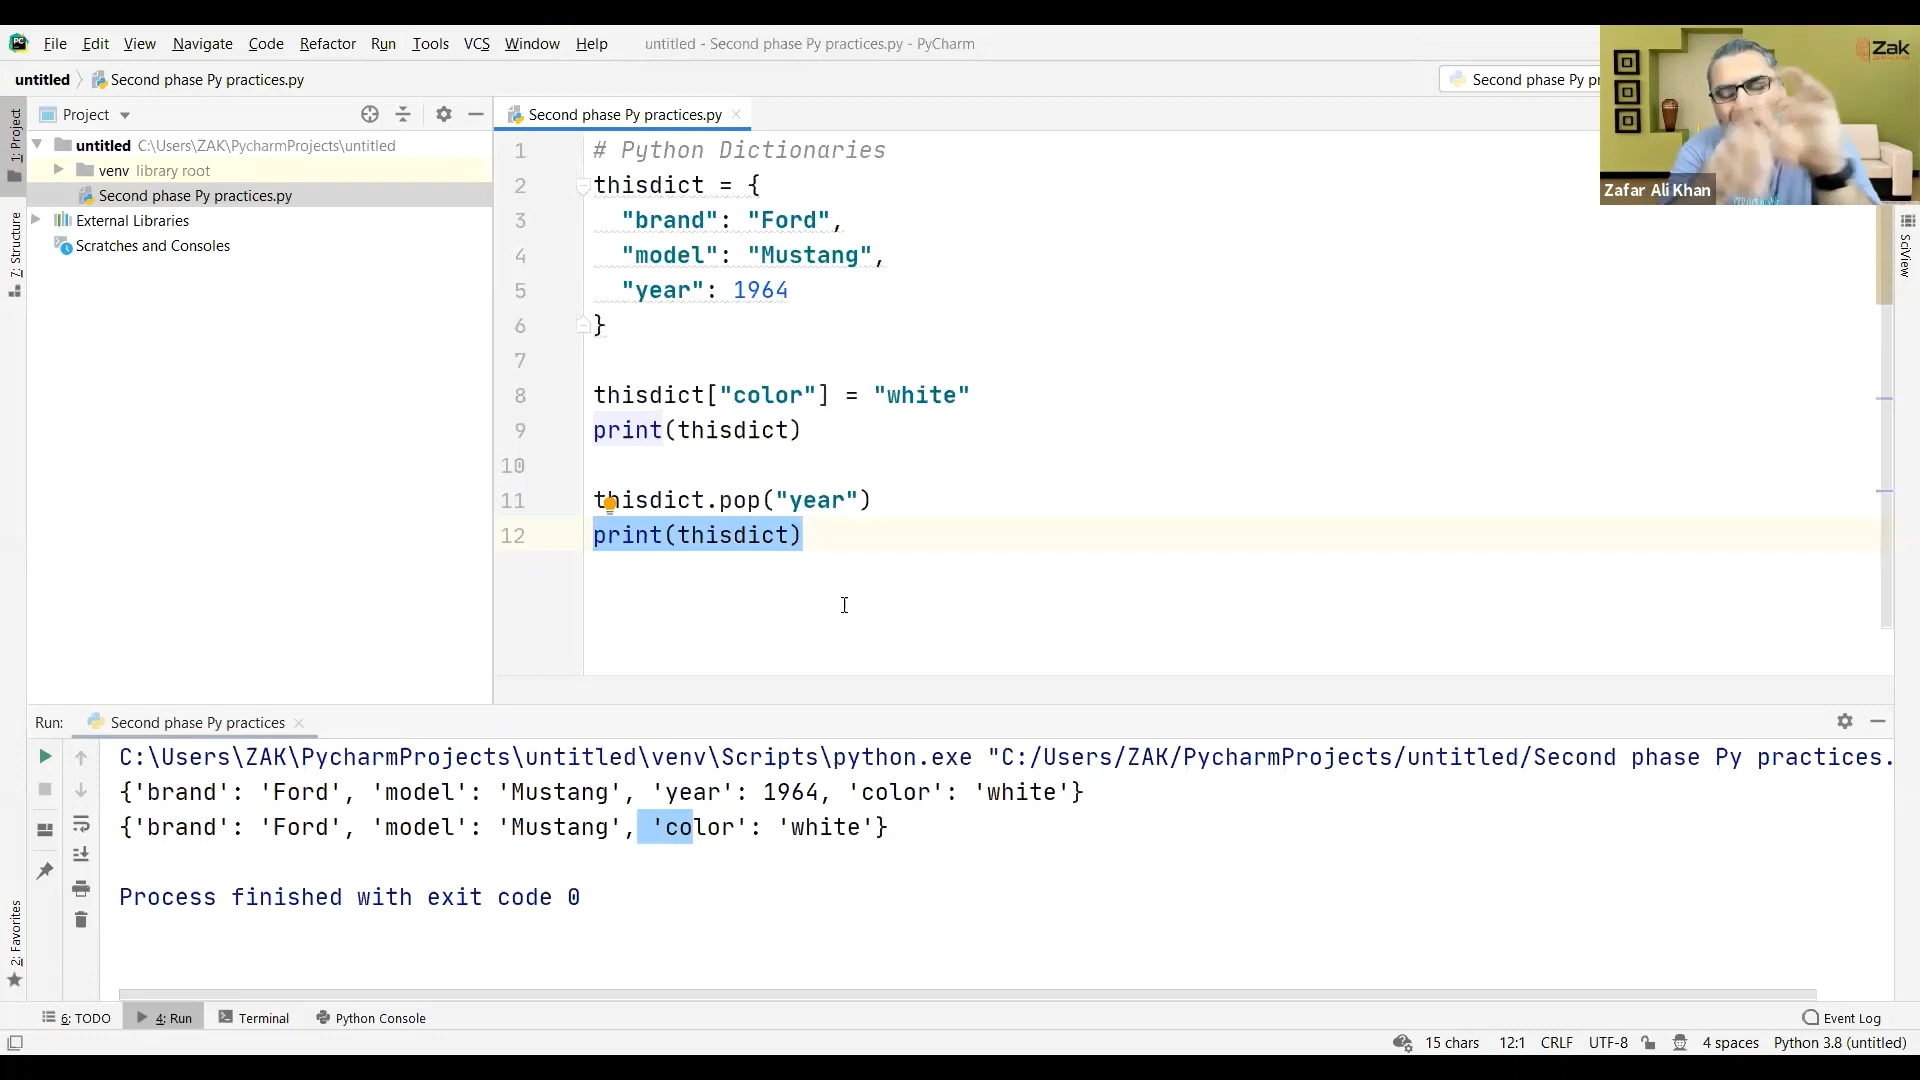 File Edit View Navigate Code Refactor Run Tools VCS Window Help untitled - Second phase Py practices.py - PyCharm
untitled Second phase Py practices.py
Second phase Py pr
Zak
Zafar Ali Khan
Project
Second phase Py practices.py
untitled C:\Users\ZAK\PycharmProjects\untitled
venv library root
Second phase Py practices.py
External Libraries
Scratches and Consoles
1: Project
7: Structure
2: Favorites
SciView
1 # Python Dictionaries
2 thisdict = {
3 "brand": "Ford",
4 "model": "Mustang",
5 "year": 1964
6 }
7
8 thisdict["color"] = "white"
9 print(thisdict)
10
11 thisdict.pop("year")
12 print(thisdict)
Run: Second phase Py practices
C:\Users\ZAK\PycharmProjects\untitled\venv\Scripts\python.exe "C:/Users/ZAK/PycharmProjects/untitled/Second phase Py practices.
{'brand': 'Ford', 'model': 'Mustang', 'year': 1964, 'color': 'white'}
{'brand': 'Ford', 'model': 'Mustang', 'color': 'white'}
Process finished with exit code 0
6: TODO 4: Run Terminal Python Console Event Log
15 chars 12:1 CRLF UTF-8 4 spaces Python 3.8 (untitled)